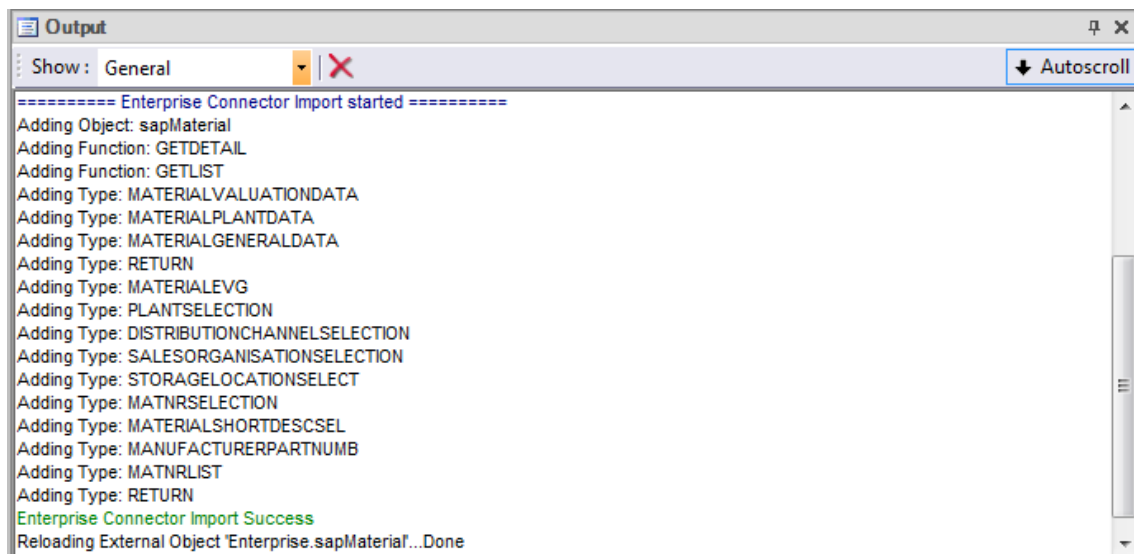 Output
Show : General
Autoscroll
========== Enterprise Connector Import started ==========
Adding Object: sapMaterial
Adding Function: GETDETAIL
Adding Function: GETLIST
Adding Type: MATERIALVALUATIONDATA
Adding Type: MATERIALPLANTDATA
Adding Type: MATERIALGENERALDATA
Adding Type: RETURN
Adding Type: MATERIALEVG
Adding Type: PLANTSELECTION
Adding Type: DISTRIBUTIONCHANNELSELECTION
Adding Type: SALESORGANISATIONSELECTION
Adding Type: STORAGELOCATIONSELECT
Adding Type: MATNRSELECTION
Adding Type: MATERIALSHORTDESCSEL
Adding Type: MANUFACTURERPARTNUMB
Adding Type: MATNRLIST
Adding Type: RETURN
Enterprise Connector Import Success
Reloading External Object 'Enterprise.sapMaterial'...Done